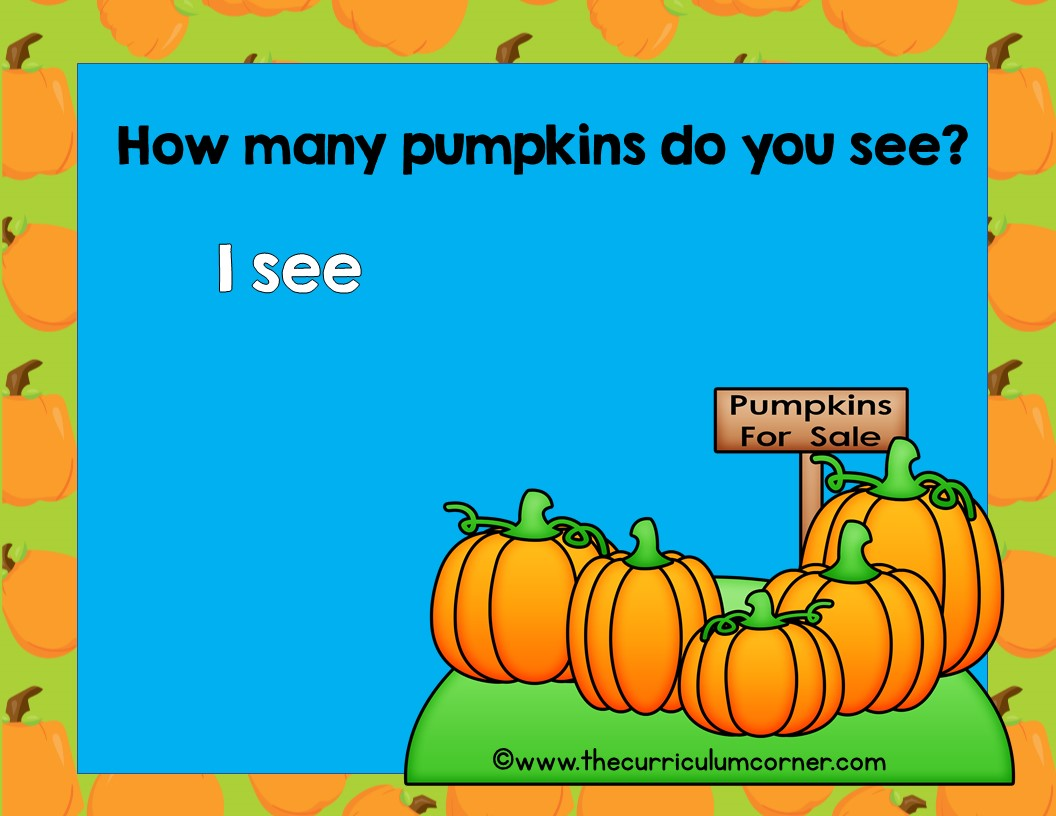 How many pumpkins do you see?
I see
Pumpkins
For Sale
©www.thecurriculumcorner.com